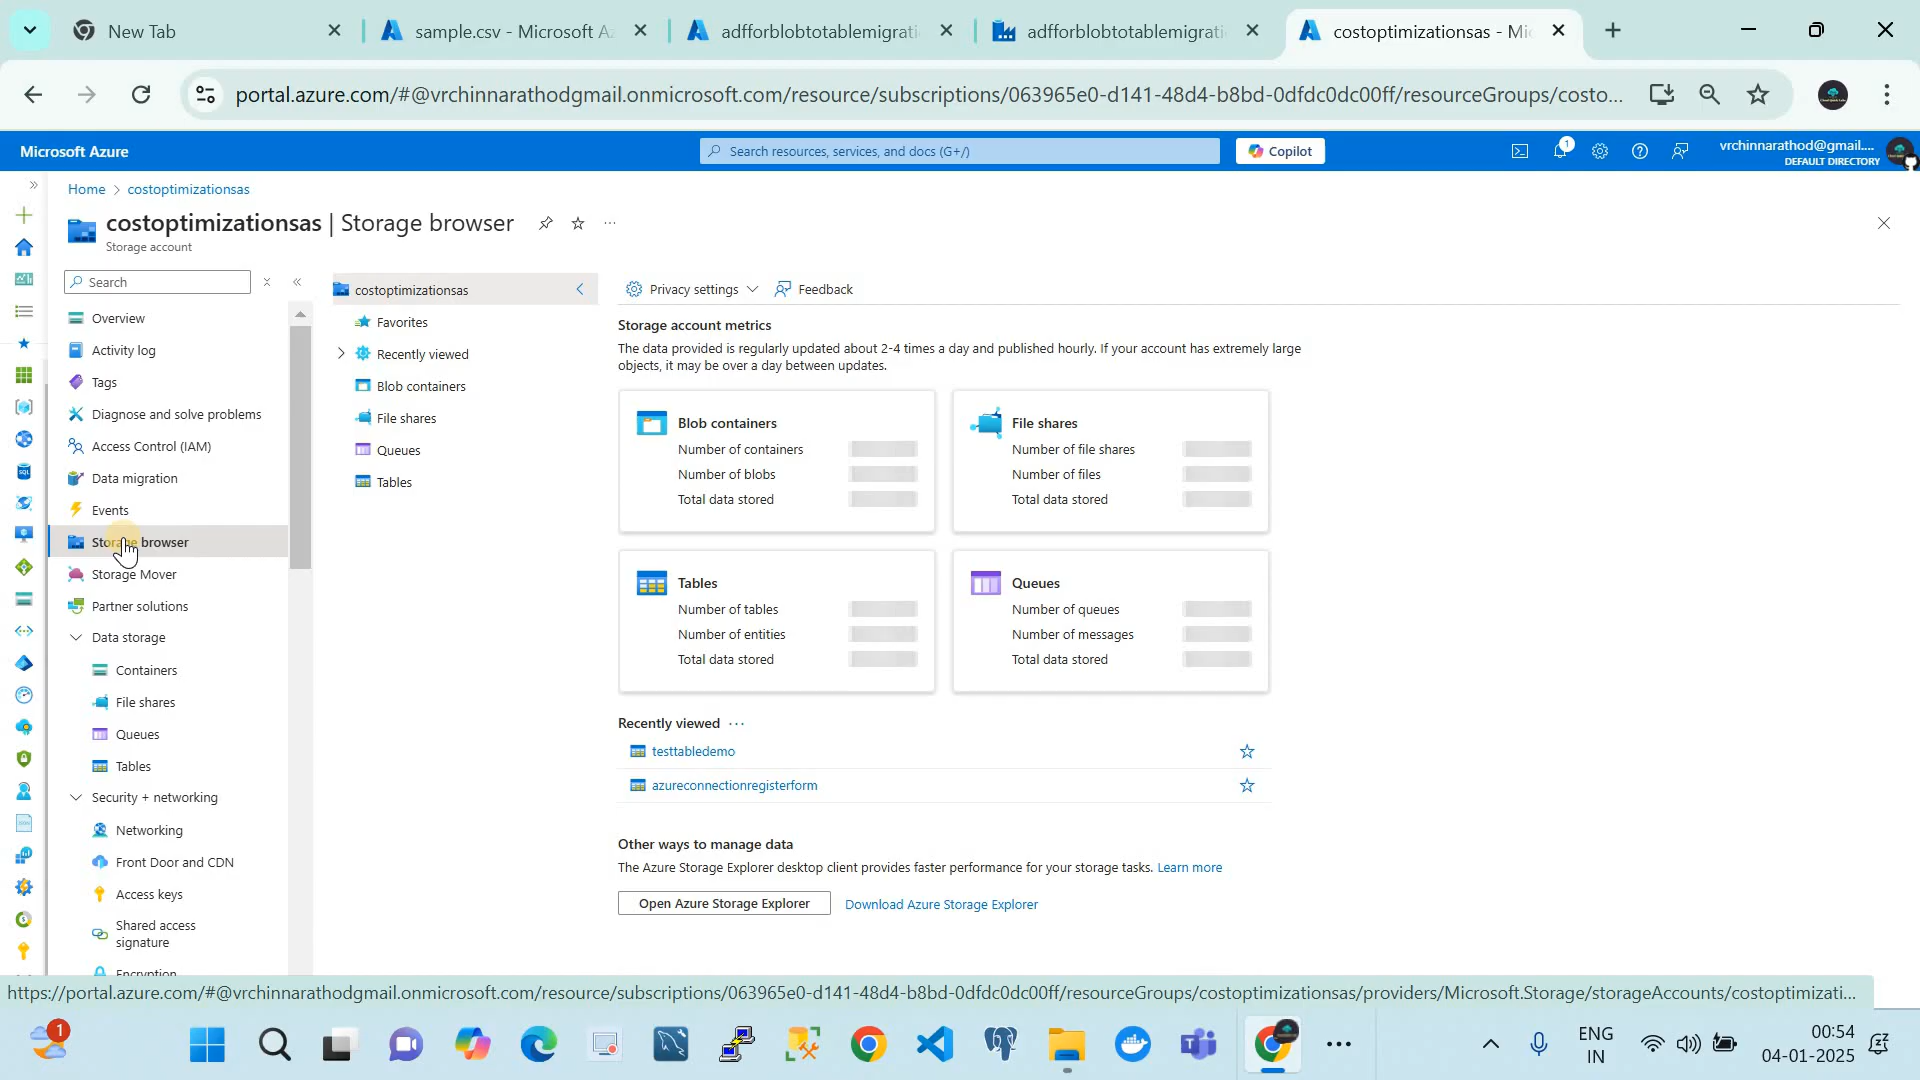 New Tab
sample.csv - Microsoft Az
adfforblobtotablemigrati
adfforblobtotablemigrati
costoptimizationsas - Mi
portal.azure.com/#@vrchinnarathodgmail.onmicrosoft.com/resource/subscriptions/063965e0-d141-48d4-b8bd-0dfdc0dc00ff/resourceGroups/costo...
Microsoft Azure
Search resources, services, and docs (G+/)
Copilot
1
vrchinnarathod@gmail....
DEFAULT DIRECTORY
Home > costoptimizationsas
costoptimizationsas | Storage browser
Storage account
Search
Overview
Activity log
Tags
Diagnose and solve problems
Access Control (IAM)
Data migration
Events
Storage browser
Storage Mover
Partner solutions
Data storage
Containers
File shares
Queues
Tables
Security + networking
Networking
Front Door and CDN
Access keys
Shared access
signature
Encryption
costoptimizationsas
Favorites
Recently viewed
Blob containers
File shares
Queues
Tables
Privacy settings
Feedback
Storage account metrics
The data provided is regularly updated about 2-4 times a day and published hourly. If your account has extremely large
objects, it may be over a day between updates.
Blob containers
Number of containers
Number of blobs
Total data stored
File shares
Number of file shares
Number of files
Total data stored
Tables
Number of tables
Number of entities
Total data stored
Queues
Number of queues
Number of messages
Total data stored
Recently viewed ...
testtabledemo
azureconnectionregisterform
Other ways to manage data
The Azure Storage Explorer desktop client provides faster performance for your storage tasks. Learn more
Open Azure Storage Explorer
Download Azure Storage Explorer
https://portal.azure.com/#@vrchinnarathodgmail.onmicrosoft.com/resource/subscriptions/063965e0-d141-48d4-b8bd-0dfdc0dc00ff/resourceGroups/costoptimizationsas/providers/Microsoft.Storage/storageAccounts/costoptimizati...
1
ENG
IN
00:54
04-01-2025